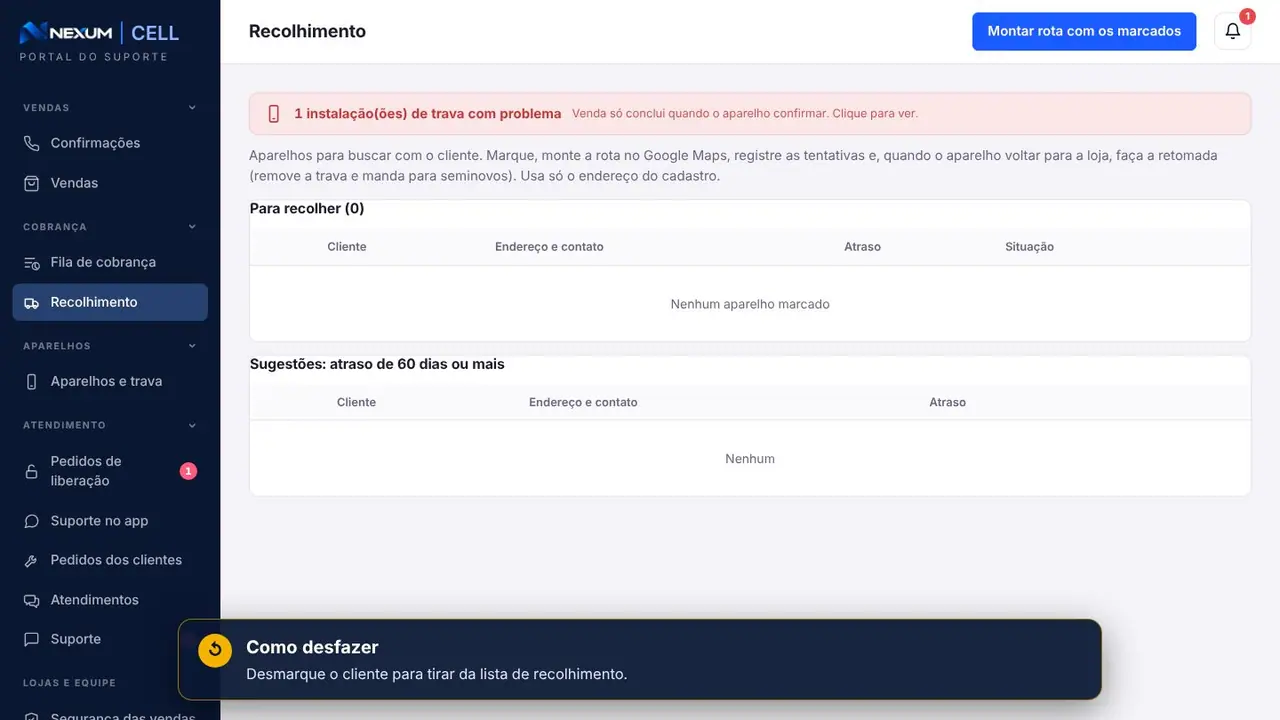 NEXUM | CELL
PORTAL DO SUPORTE
VENDAS
Confirmações
Vendas
COBRANÇA
Fila de cobrança
Recolhimento
APARELHOS
Aparelhos e trava
ATENDIMENTO
Pedidos de
liberação
1
Suporte no app
Pedidos dos clientes
Atendimentos
Suporte
LOJAS E EQUIPE
Segurança das vendas
Recolhimento
Montar rota com os marcados
1
1 instalação(ões) de trava com problema Venda só conclui quando o aparelho confirmar. Clique para ver.
Aparelhos para buscar com o cliente. Marque, monte a rota no Google Maps, registre as tentativas e, quando o aparelho voltar para a loja, faça a retomada
(remove a trava e manda para seminovos). Usa só o endereço do cadastro.
Para recolher (0)
Cliente Endereço e contato Atraso Situação
Nenhum aparelho marcado
Sugestões: atraso de 60 dias ou mais
Cliente Endereço e contato Atraso
Nenhum
Como desfazer
Desmarque o cliente para tirar da lista de recolhimento.